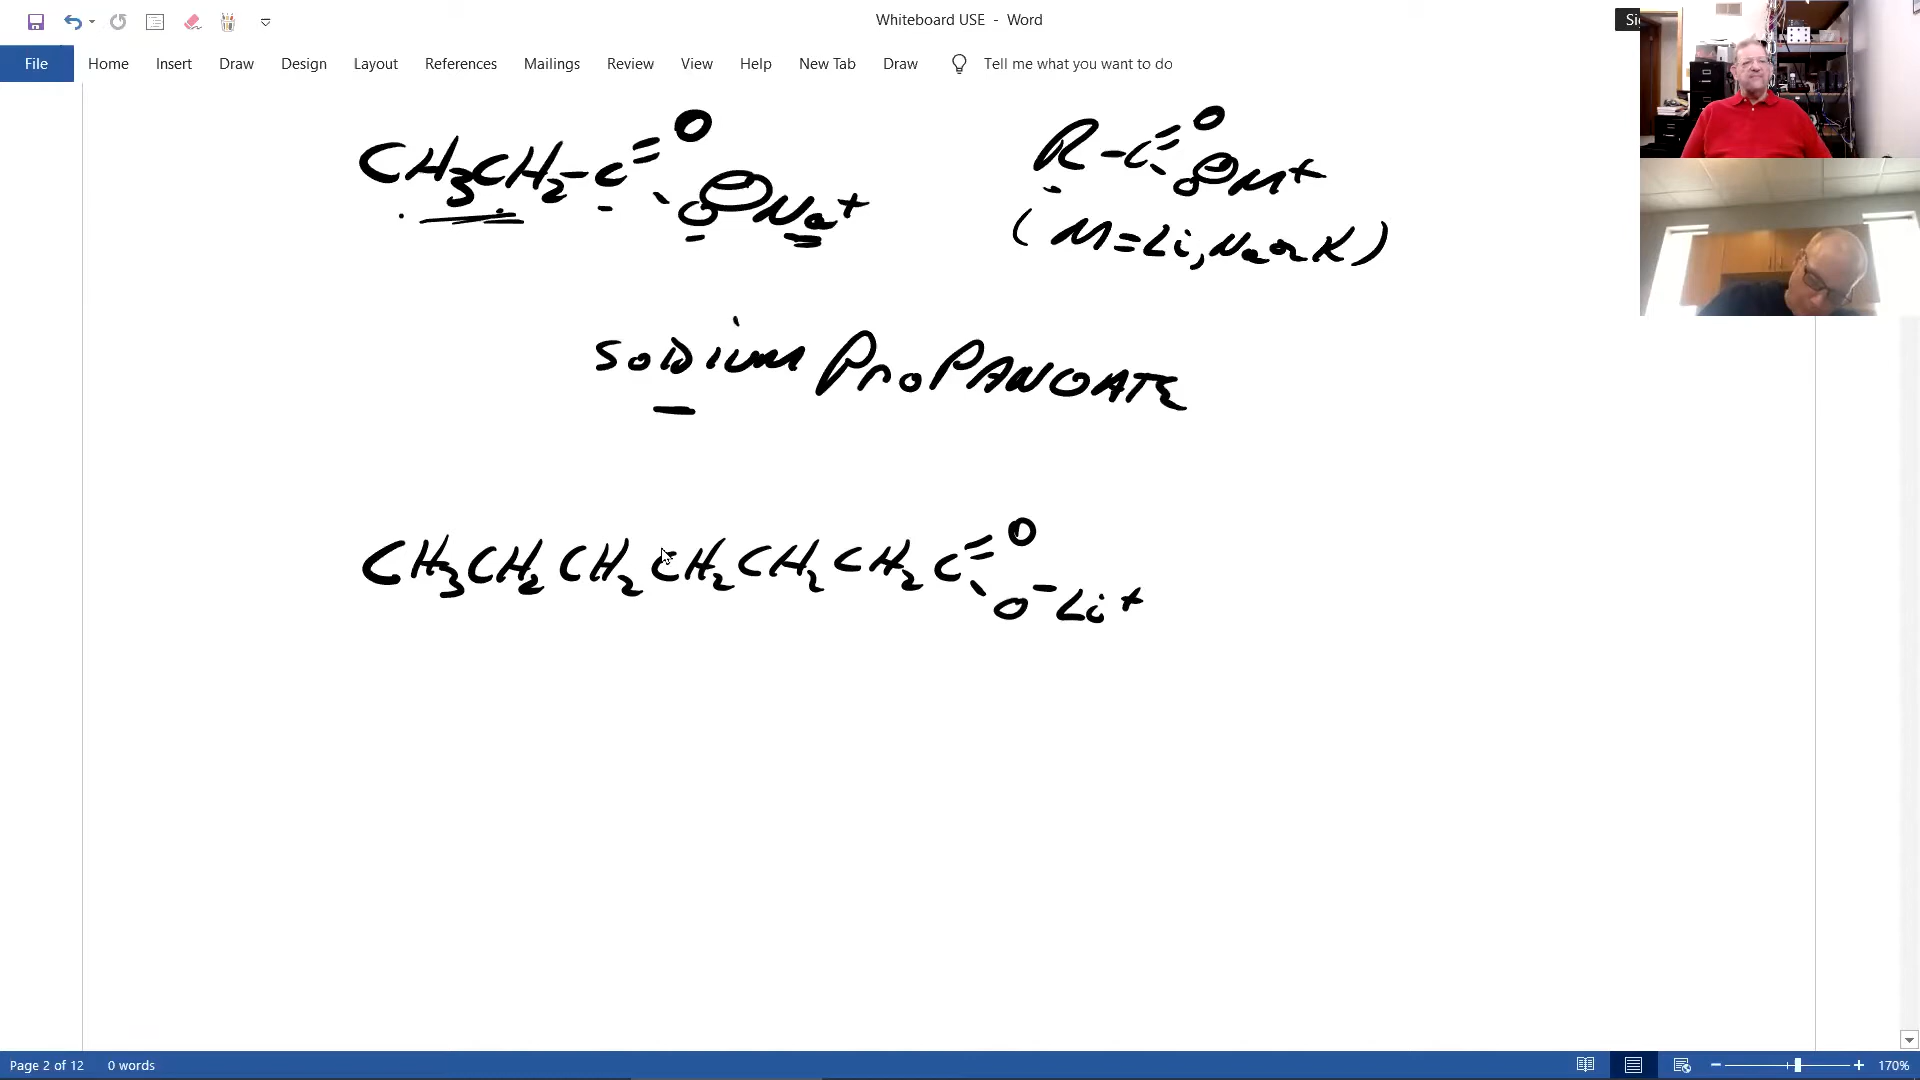 Whiteboard USE - Word
File Home Insert Draw Design Layout References Mailings Review View Help New Tab Draw Tell me what you want to do
CH3CH2-C=O
O⊖Na+
R-C=O
O⊖M+
(M=Li, Na or K)
SODIUM PROPANOATE
CH3CH2CH2CH2CH2CH2C=O
O-Li+
Page 2 of 12 0 words
170%